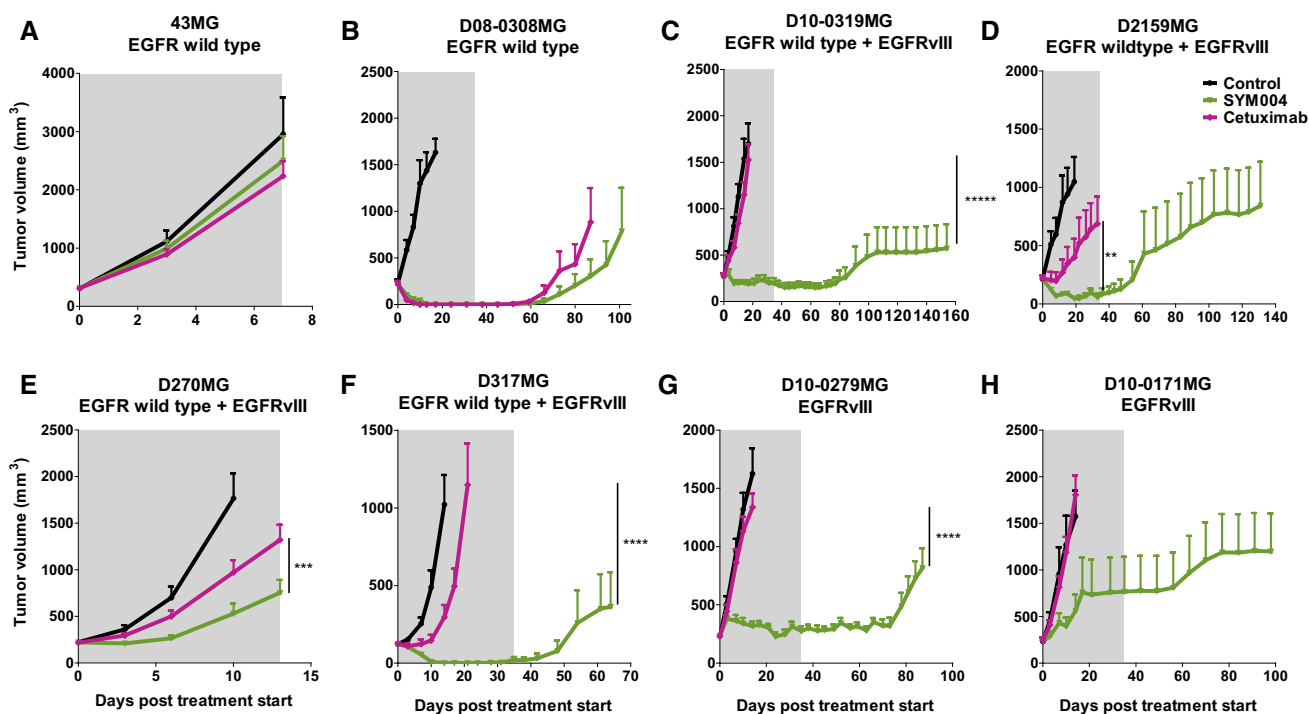 A
43MG
EGFR wild type
Tumor volume (mm3)
4000
3000
2000
1000
0
0 2 4 6 8
B
D08-0308MG
EGFR wild type
2500
2000
1500
1000
500
0
0 20 40 60 80 100
C
D10-0319MG
EGFR wild type + EGFRvIII
2500
2000
1500
1000
500
0
0 20 40 60 80 100 120 140 160
*****
D
D2159MG
EGFR wildtype + EGFRvIII
2000
1500
1000
500
0
0 20 40 60 80 100 120 140
**
Control
SYM004
Cetuximab
E
D270MG
EGFR wild type + EGFRvIII
Tumor volume (mm3)
2500
2000
1500
1000
500
0
0 5 10 15
***
Days post treatment start
F
D317MG
EGFR wild type + EGFRvIII
1500
1000
500
0
0 10 20 30 40 50 60 70
****
Days post treatment start
G
D10-0279MG
EGFRvIII
2000
1500
1000
500
0
0 20 40 60 80 100
****
Days post treatment start
H
D10-0171MG
EGFRvIII
2500
2000
1500
1000
500
0
0 20 40 60 80 100
Days post treatment start